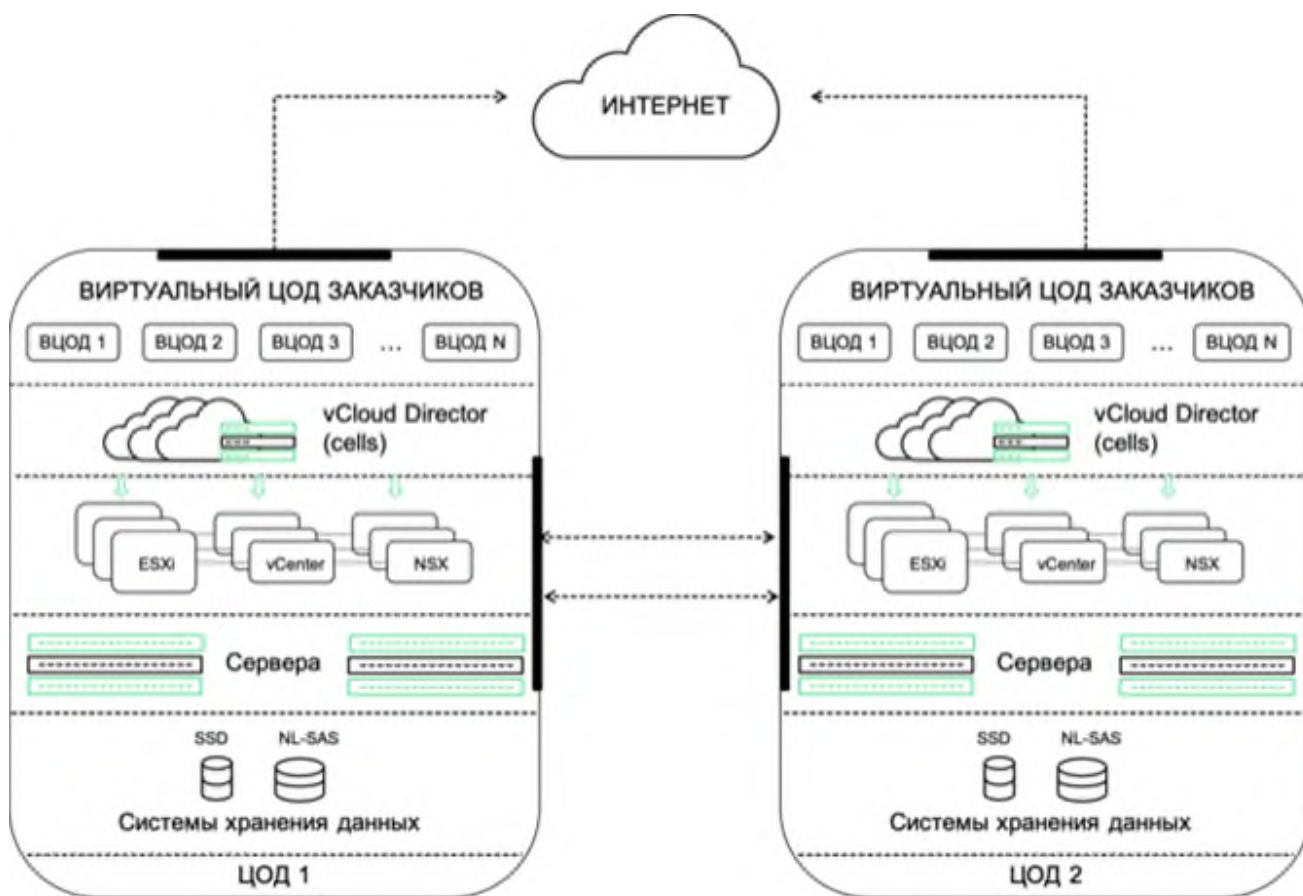 ИНТЕРНЕТ
ВИРТУАЛЬНЫЙ ЦОД ЗАКАЗЧИКОВ
ВЦОД 1 ВЦОД 2 ВЦОД 3 ... ВЦОД N
vCloud Director
(cells)
ESXi vCenter NSX
Сервера
SSD NL-SAS
Системы хранения данных
ЦОД 1
ВИРТУАЛЬНЫЙ ЦОД ЗАКАЗЧИКОВ
ВЦОД 1 ВЦОД 2 ВЦОД 3 ... ВЦОД N
vCloud Director
(cells)
ESXi vCenter NSX
Сервера
SSD NL-SAS
Системы хранения данных
ЦОД 2